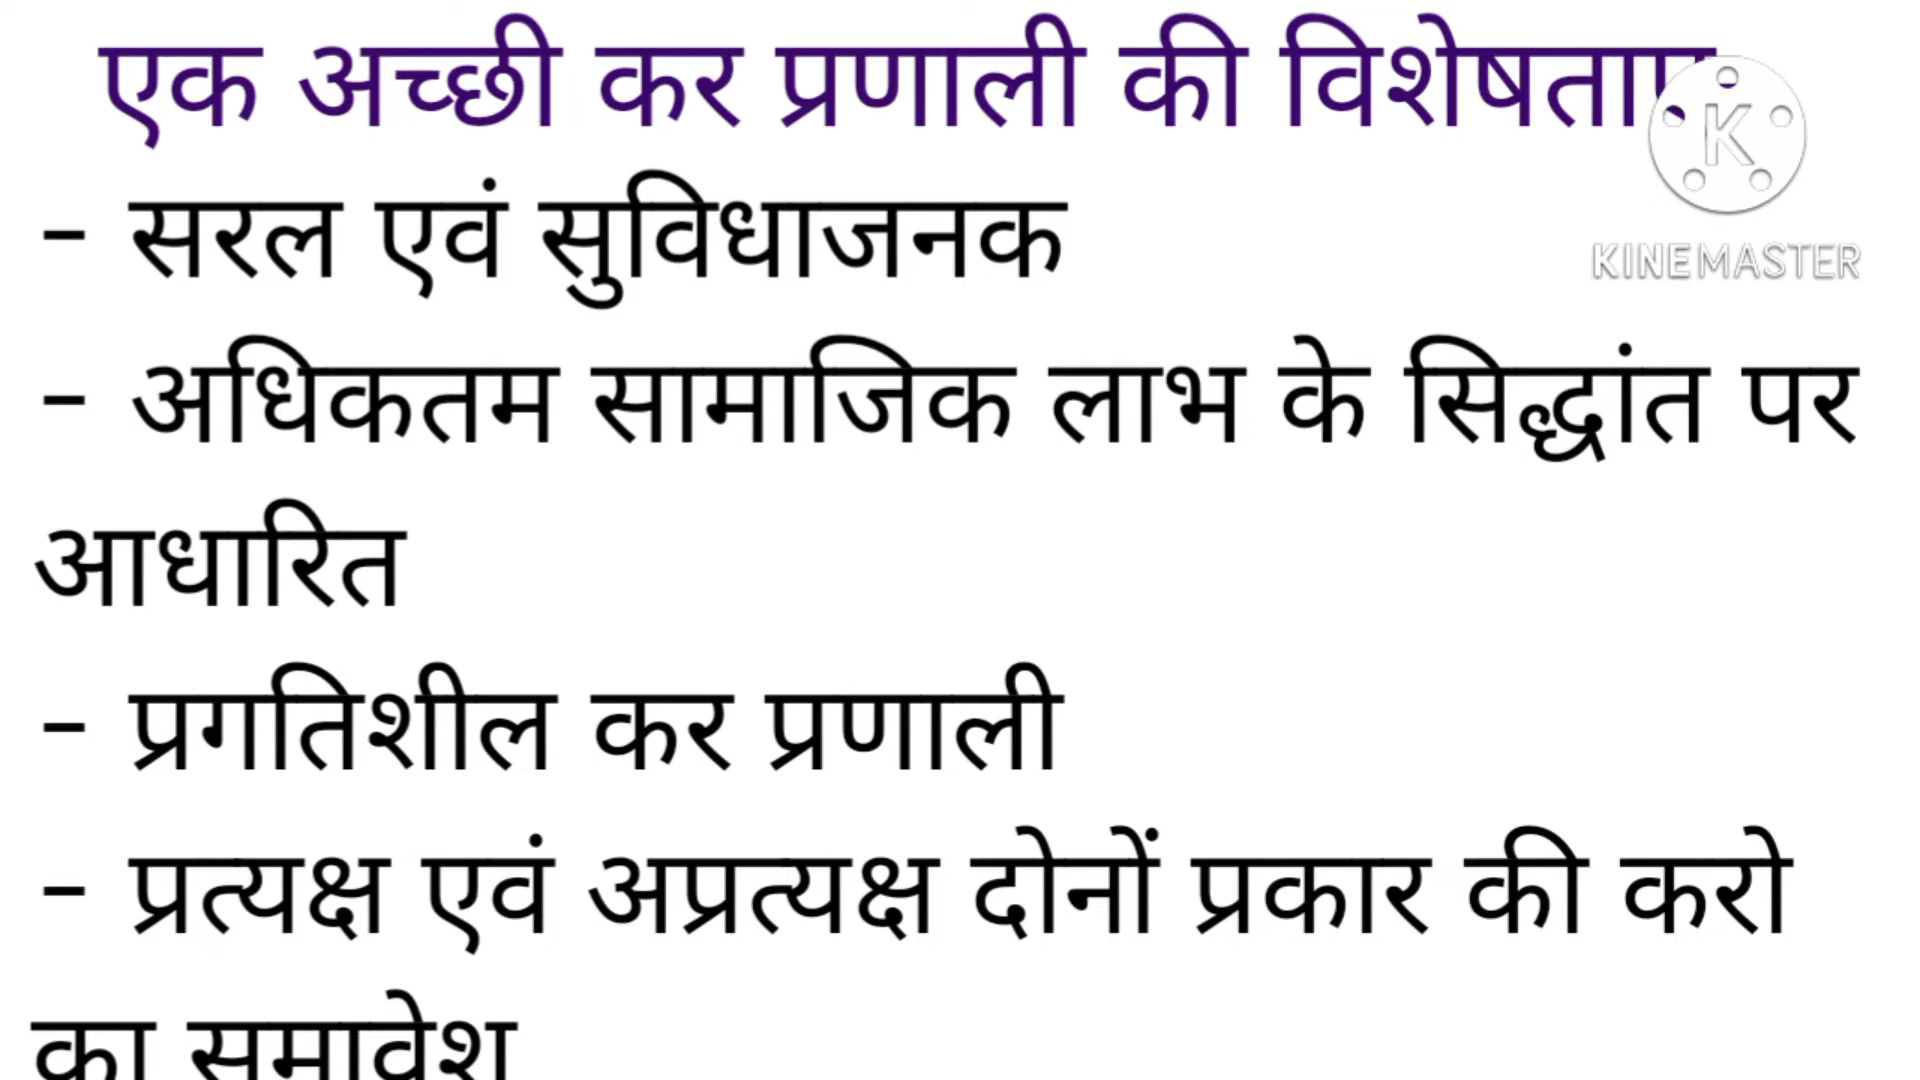 एक अच्छी कर प्रणाली की विशेषताए
- सरल एवं सुविधाजनक
KINEMASTER
- अधिकतम सामाजिक लाभ के सिद्धांत पर
आधारित
- प्रगतिशील कर प्रणाली
- प्रत्यक्ष एवं अप्रत्यक्ष दोनों प्रकार की करो
का समावेश